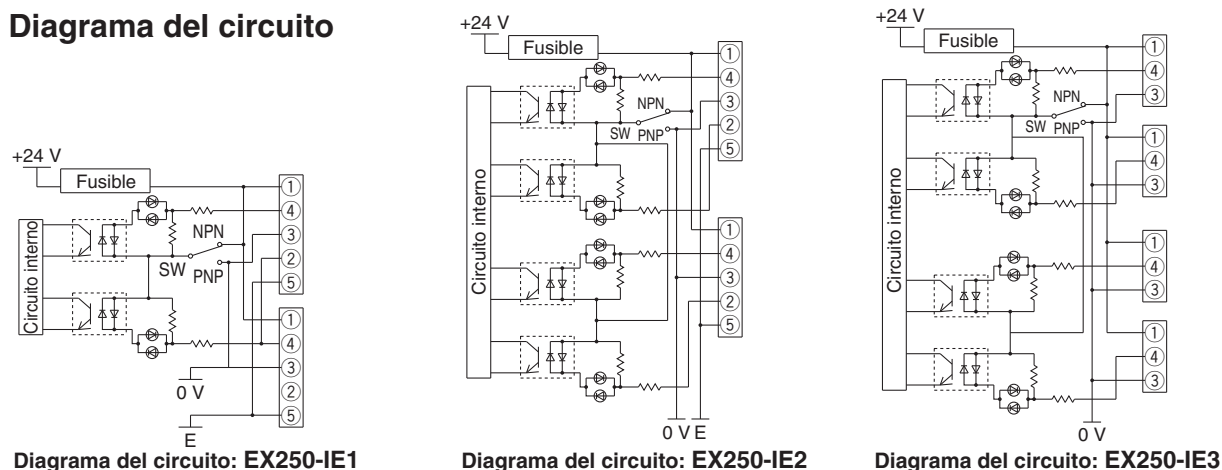 Diagrama del circuito
+24 V
Fusible
①
④
③
②
⑤
NPN
SW
PNP
Circuito interno
①
④
③
②
⑤
0 V
E
Diagrama del circuito: EX250-IE1
+24 V
Fusible
①
④
③
②
⑤
NPN
SW
PNP
Circuito interno
①
④
③
②
⑤
0 V
E
Diagrama del circuito: EX250-IE2
+24 V
Fusible
①
④
③
NPN
SW
PNP
①
④
③
Circuito interno
①
④
③
①
④
③
0 V
Diagrama del circuito: EX250-IE3